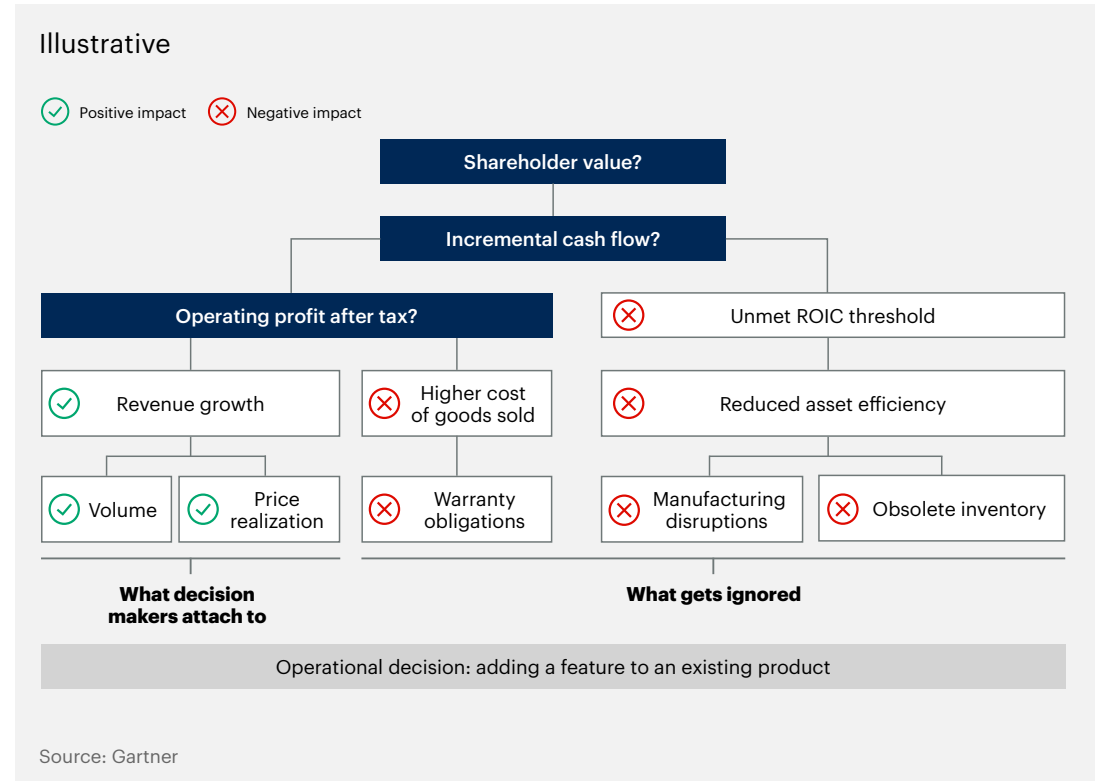 Illustrative
Positive impact
Negative impact
Shareholder value?
Incremental cash flow?
Operating profit after tax?
Unmet ROIC threshold
Revenue growth
Higher cost
of goods sold
Reduced asset efficiency
Volume
Price
realization
Warranty
obligations
Manufacturing
disruptions
Obsolete inventory
What decision
makers attach to
What gets ignored
Operational decision: adding a feature to an existing product
Source: Gartner